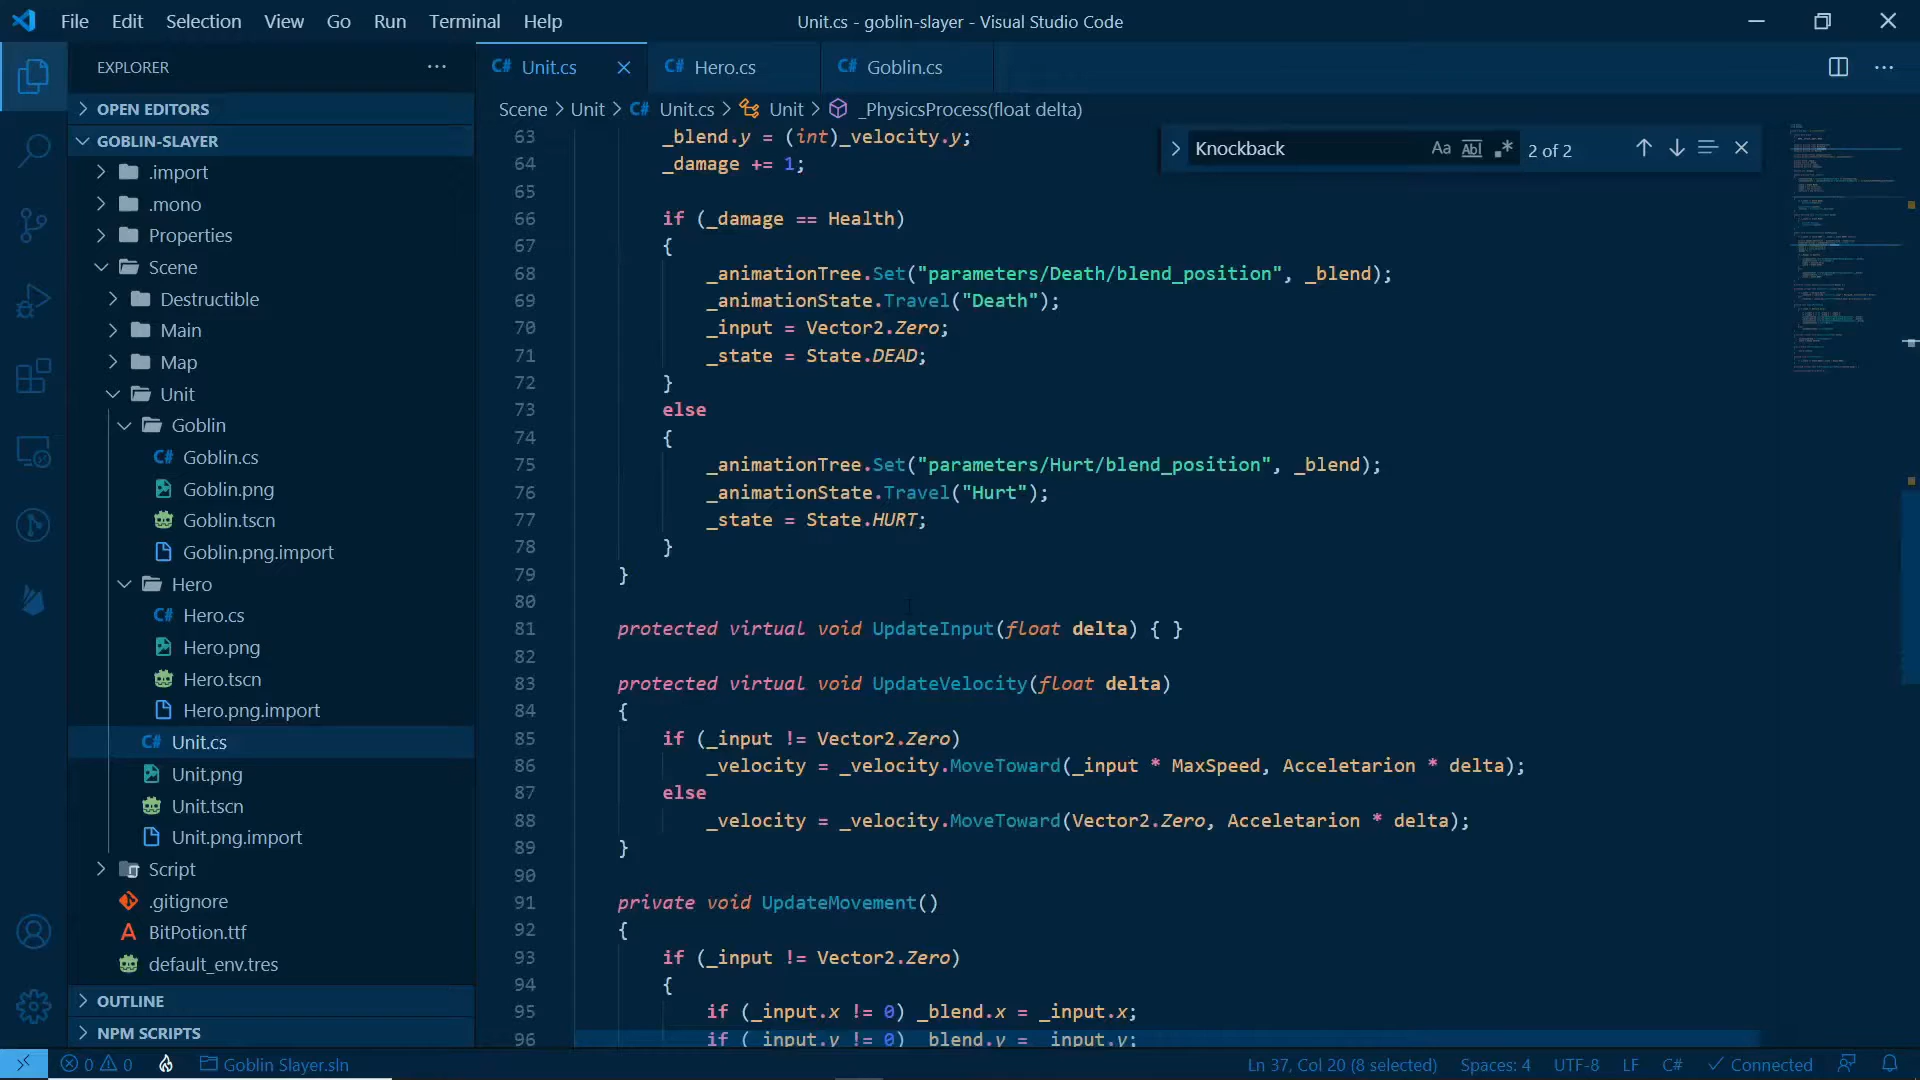 File Edit Selection View Go Run Terminal Help
Unit.cs - goblin-slayer - Visual Studio Code
EXPLORER
OPEN EDITORS
GOBLIN-SLAYER
.import
.mono
Properties
Scene
Destructible
Main
Map
Unit
Goblin
C# Goblin.cs
Goblin.png
Goblin.tscn
Goblin.png.import
Hero
C# Hero.cs
Hero.png
Hero.tscn
Hero.png.import
C# Unit.cs
Unit.png
Unit.tscn
Unit.png.import
Script
.gitignore
A BitPotion.ttf
default_env.tres
OUTLINE
NPM SCRIPTS
C# Unit.cs
C# Hero.cs
C# Goblin.cs
Scene > Unit > C# Unit.cs > Unit > _PhysicsProcess(float delta)
Knockback Aa Abl .* 2 of 2
63 _blend.y = (int)_velocity.y;
64 _damage += 1;
65
66 if (_damage == Health)
67 {
68 _animationTree.Set("parameters/Death/blend_position", _blend);
69 _animationState.Travel("Death");
70 _input = Vector2.Zero;
71 _state = State.DEAD;
72 }
73 else
74 {
75 _animationTree.Set("parameters/Hurt/blend_position", _blend);
76 _animationState.Travel("Hurt");
77 _state = State.HURT;
78 }
79 }
80
81 protected virtual void UpdateInput(float delta) { }
82
83 protected virtual void UpdateVelocity(float delta)
84 {
85 if (_input != Vector2.Zero)
86 _velocity = _velocity.MoveToward(_input * MaxSpeed, Acceletarion * delta);
87 else
88 _velocity = _velocity.MoveToward(Vector2.Zero, Acceletarion * delta);
89 }
90
91 private void UpdateMovement()
92 {
93 if (_input != Vector2.Zero)
94 {
95 if (_input.x != 0) _blend.x = _input.x;
96 if (_input.y != 0) _blend.y = _input.y;
0 0 Goblin Slayer.sln
Ln 37, Col 20 (8 selected) Spaces: 4 UTF-8 LF C# Connected